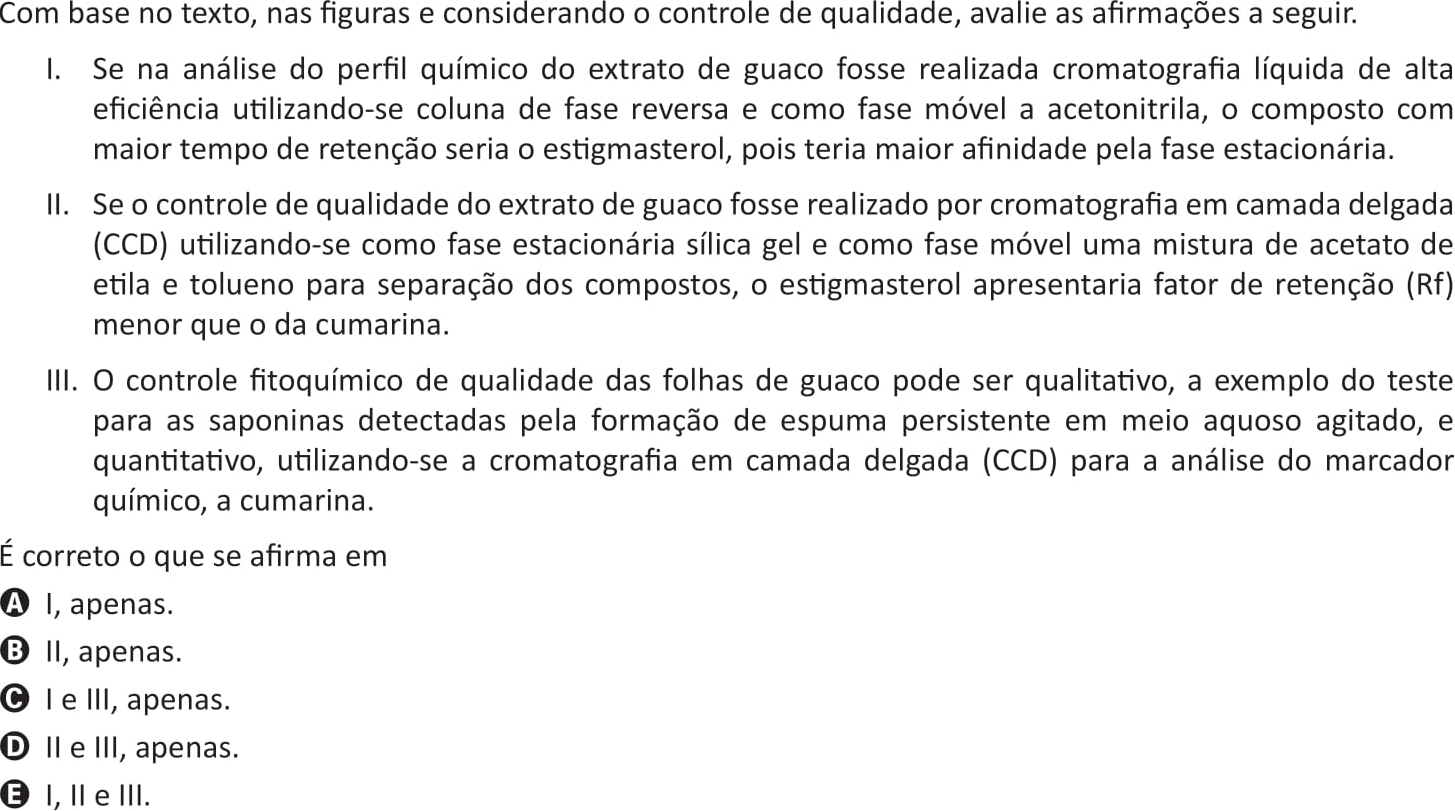 Com base no texto, nas figuras e considerando o controle de qualidade, avalie as afirmações a seguir.
I. Se na análise do perfil químico do extrato de guaco fosse realizada cromatografia líquida de alta
eficiência utilizando-se coluna de fase reversa e como fase móvel a acetonitrila, o composto com
maior tempo de retenção seria o estigmasterol, pois teria maior afinidade pela fase estacionária.
II. Se o controle de qualidade do extrato de guaco fosse realizado por cromatografia em camada delgada
(CCD) utilizando-se como fase estacionária sílica gel e como fase móvel uma mistura de acetato de
etila e tolueno para separação dos compostos, o estigmasterol apresentaria fator de retenção (Rf)
menor que o da cumarina.
III. O controle fitoquímico de qualidade das folhas de guaco pode ser qualitativo, a exemplo do teste
para as saponinas detectadas pela formação de espuma persistente em meio aquoso agitado, e
quantitativo, utilizando-se a cromatografia em camada delgada (CCD) para a análise do marcador
químico, a cumarina.
É correto o que se afirma em
A I, apenas.
B II, apenas.
C I e III, apenas.
D II e III, apenas.
E I, II e III.